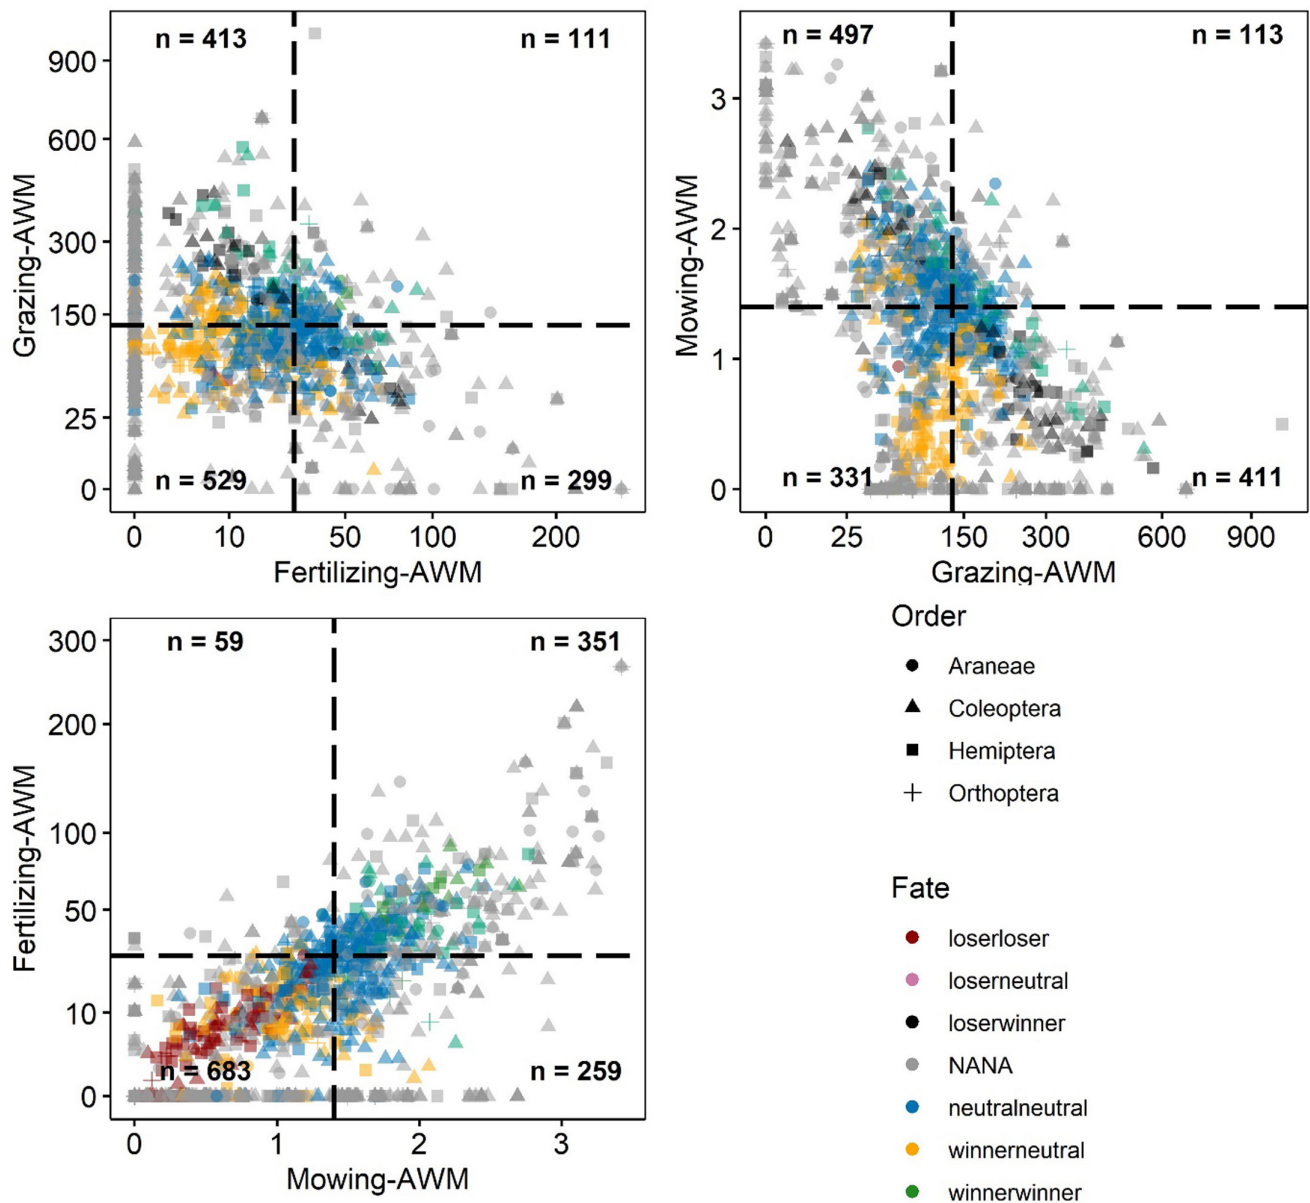 n = 413
n = 111
900
600
300
150
25
0
Grazing-AWM
n = 529
n = 299
0
10
50
100
200
Fertilizing-AWM
n = 497
n = 113
3
2
1
0
Mowing-AWM
n = 331
n = 411
0
25
150
300
600
900
Grazing-AWM
n = 59
n = 351
300
200
100
50
10
0
Fertilizing-AWM
n = 683
n = 259
0
1
2
3
Mowing-AWM
Order
Araneae
Coleoptera
Hemiptera
Orthoptera
Fate
loserloser
loserneutral
loserwinner
NANA
neutralneutral
winnerneutral
winnerwinner